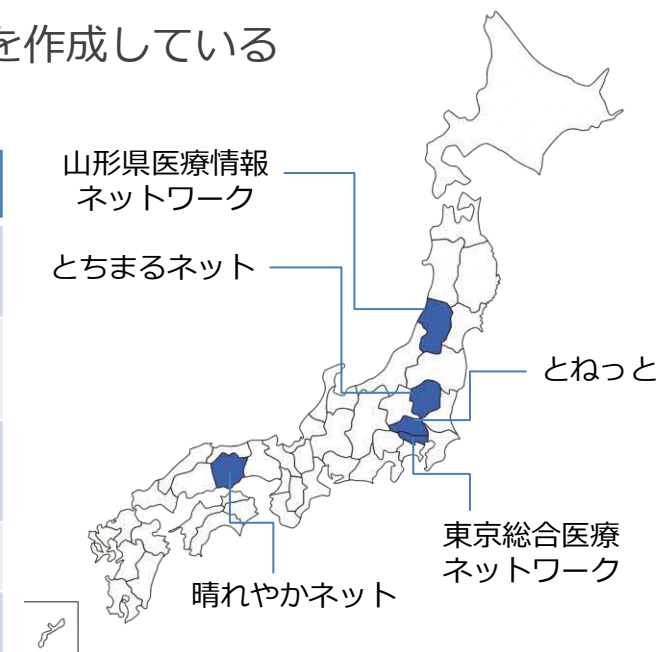 を作成している
山形県医療情報
ネットワーク
とちまるネット
とねっと
東京総合医療
ネットワーク
晴れやかネット